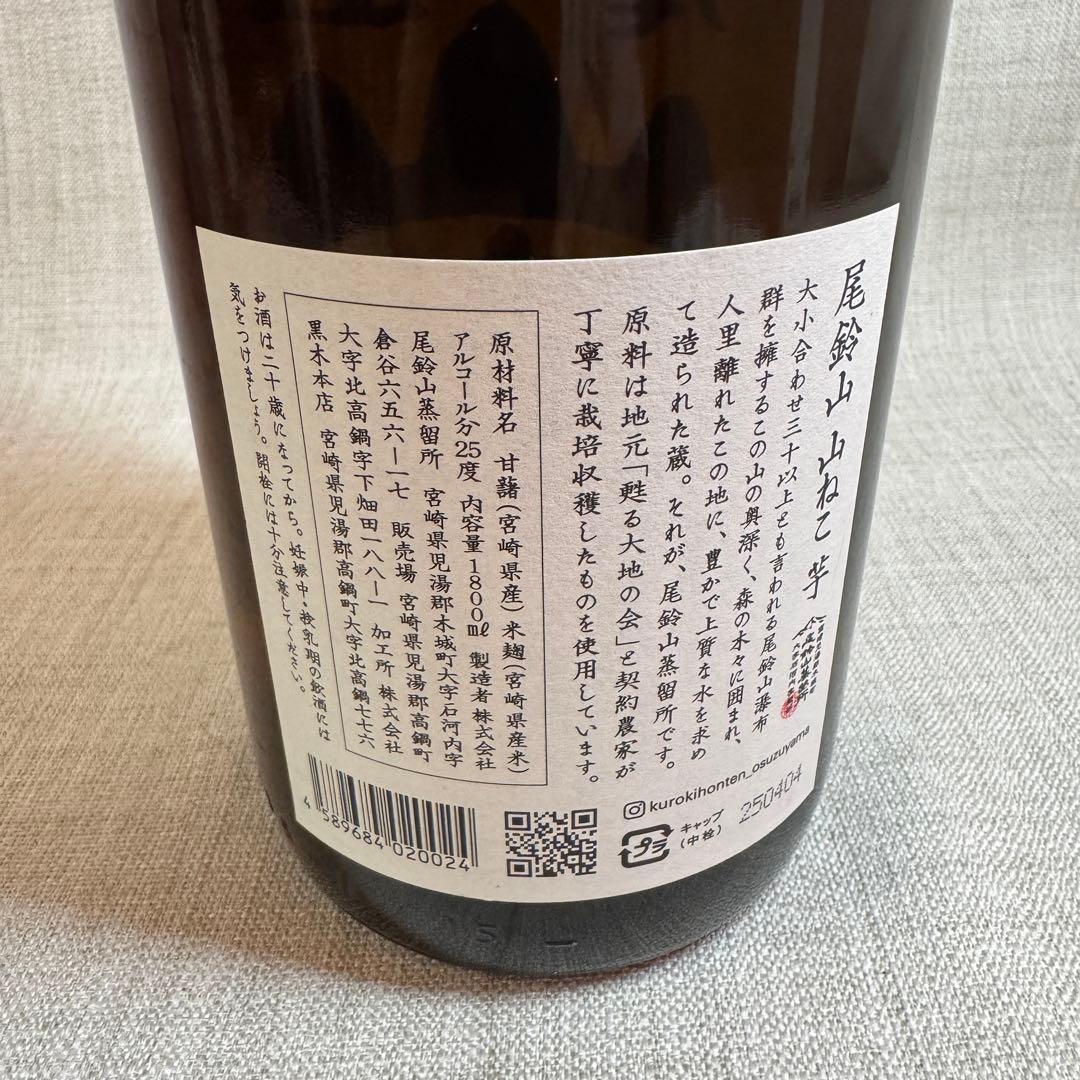 尾鈴山 山ねこ 芋
大小合わせ三十以上とも言われる尾鈴山瀑布
群を擁するこの山の奥深く、森の木々に囲まれ、
人里離れたこの地に、豊かで上質な水を求め
て造られた蔵。それが、尾鈴山蒸留所です。
原料は地元「甦る大地の会」と契約農家が
丁寧に栽培収穫したものを使用しています。
原材料名 甘藷(宮崎県産)米麹(宮崎県産米)
アルコール分25度 内容量1800ml 製造者 株式会社
尾鈴山蒸留所 宮崎県児湯郡木城町大字石河内字
倉谷六五六ー一七 販売場 宮崎県児湯郡高鍋町
大字北高鍋字下畑田一八八ー一 加工所 株式会社
黒木本店 宮崎県児湯郡高鍋町大字北高鍋七七六
お酒は二十歳になってから。妊娠中・授乳期の飲酒には
気をつけましょう。開栓には十分注意してください。
kurokihonten_osuzuyama
250404
プラ
キャップ
(中栓)
4 589684 020024
5